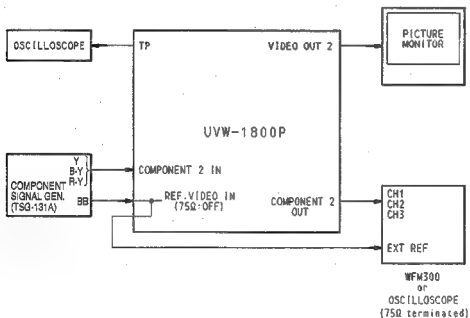 OSCILLOSCOPE
TP
VIDEO OUT 2
PICTURE
MONITOR
UVW-1800P
COMPONENT
SIGNAL GEN.
(TSG-131A)
Y
B-Y
R-Y
BB
COMPONENT 2 IN
REF.VIDEO IN
(75Ω:OFF)
COMPONENT 2
OUT
CH1
CH2
CH3
EXT REF
WFM300
or
OSCILLOSCOPE
(75Ω terminated)